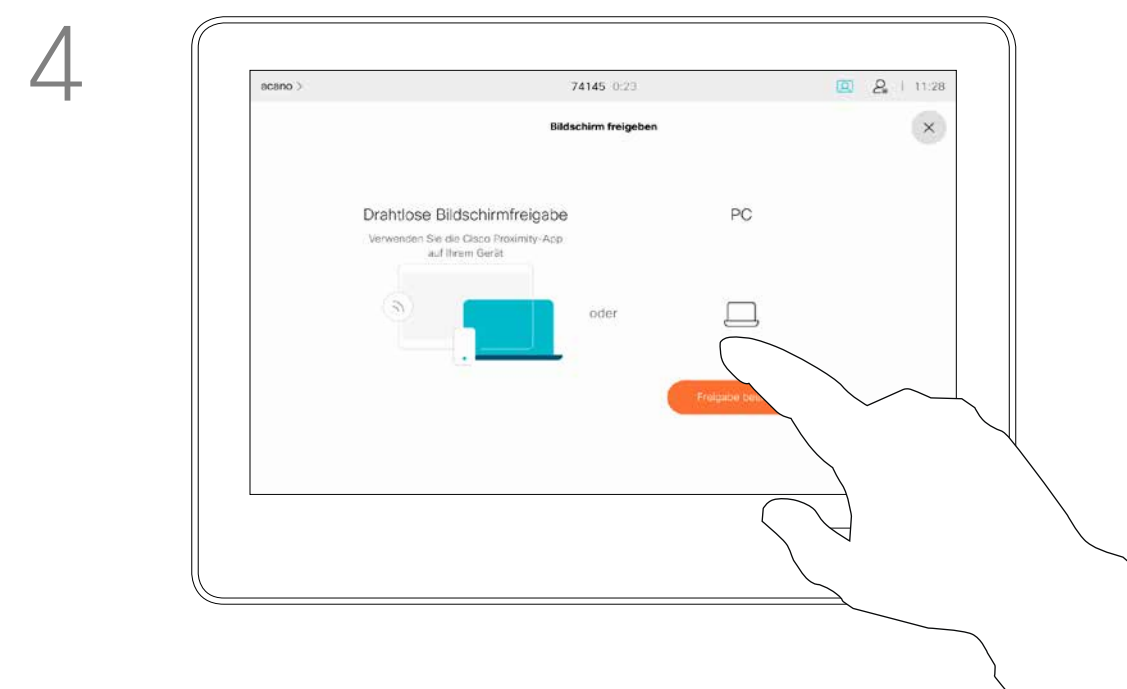 4
acano >
74145 0:23
11:28
Bildschirm freigeben
Drahtlose Bildschirmfreigabe
Verwenden Sie die Cisco Proximity-App
auf Ihrem Gerät
oder
PC
Freigabe